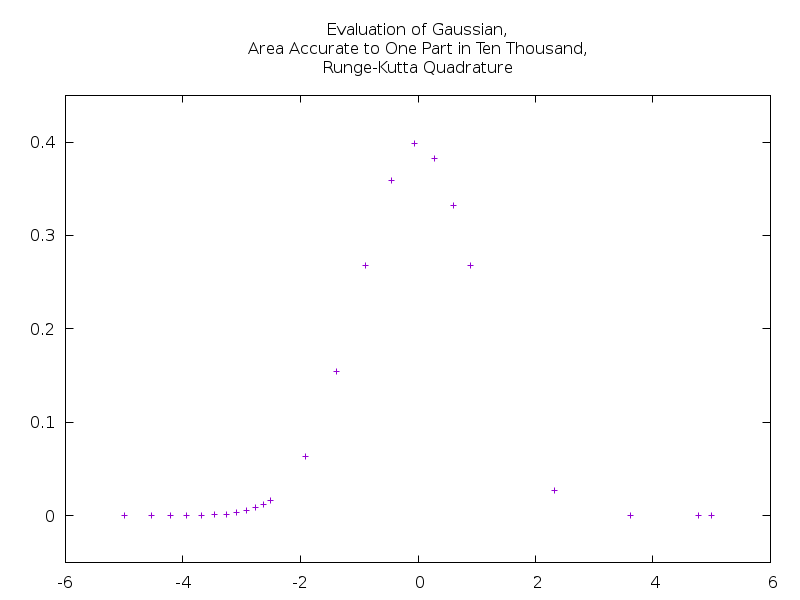 Evaluation of Gaussian,
Area Accurate to One Part in Ten Thousand,
Runge-Kutta Quadrature
0.4
0.3
0.2
0.1
0
-6 -4 -2 0 2 4 6